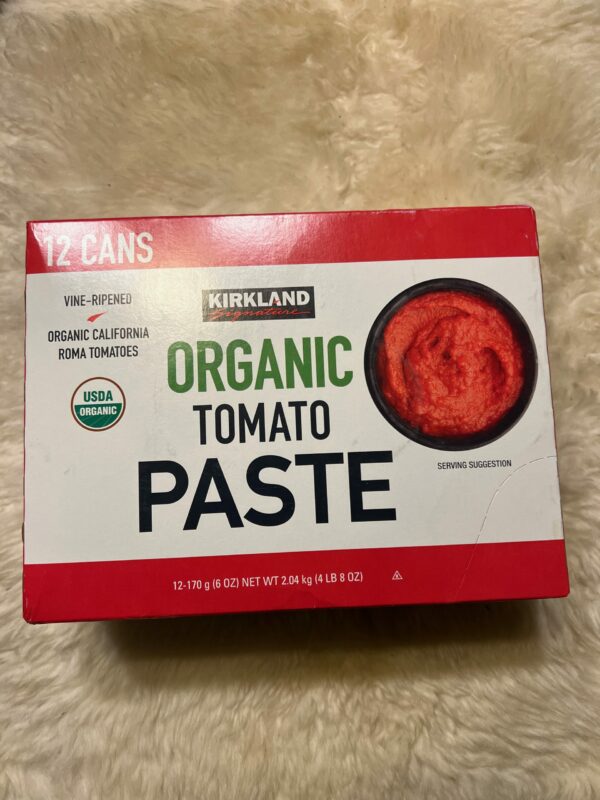 12 CANS
VINE-RIPENED
ORGANIC CALIFORNIA
ROMA TOMATOES
USDA
ORGANIC
KIRKLAND
Signature
ORGANIC
TOMATO
PASTE
SERVING SUGGESTION
12-170 g (6 OZ) NET WT 2.04 kg (4 LB 8 OZ)